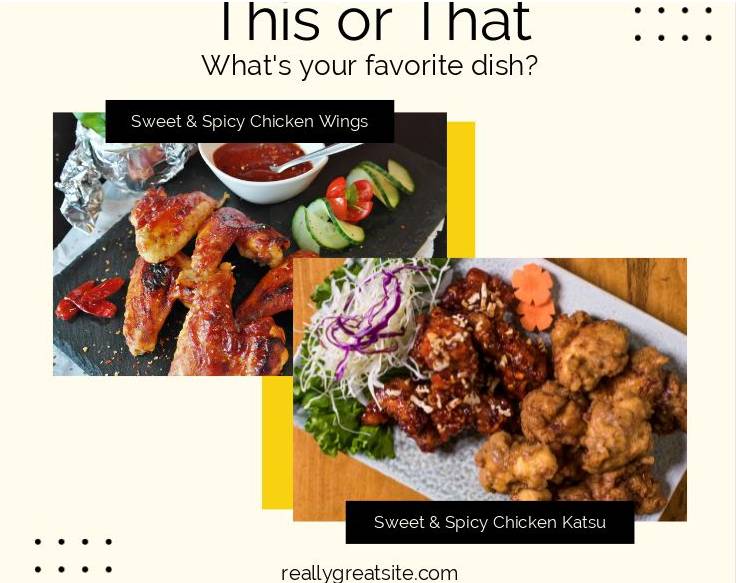 This or That
What's your favorite dish?
Sweet & Spicy Chicken Wings
Sweet & Spicy Chicken Katsu
reallygreatsite.com